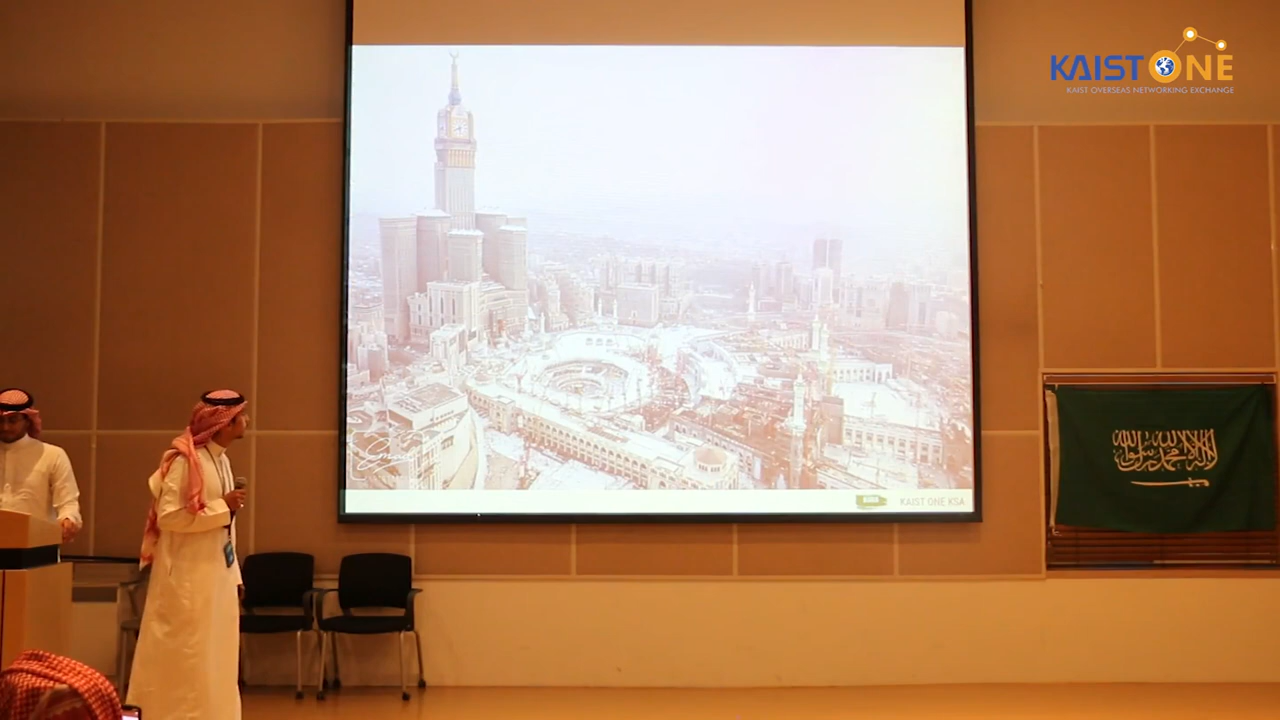 KAIST ONE
KAIST OVERSEAS NETWORKING EXCHANGE
لا إله إلا الله محمد رسول الله
KAIST ONE KSA